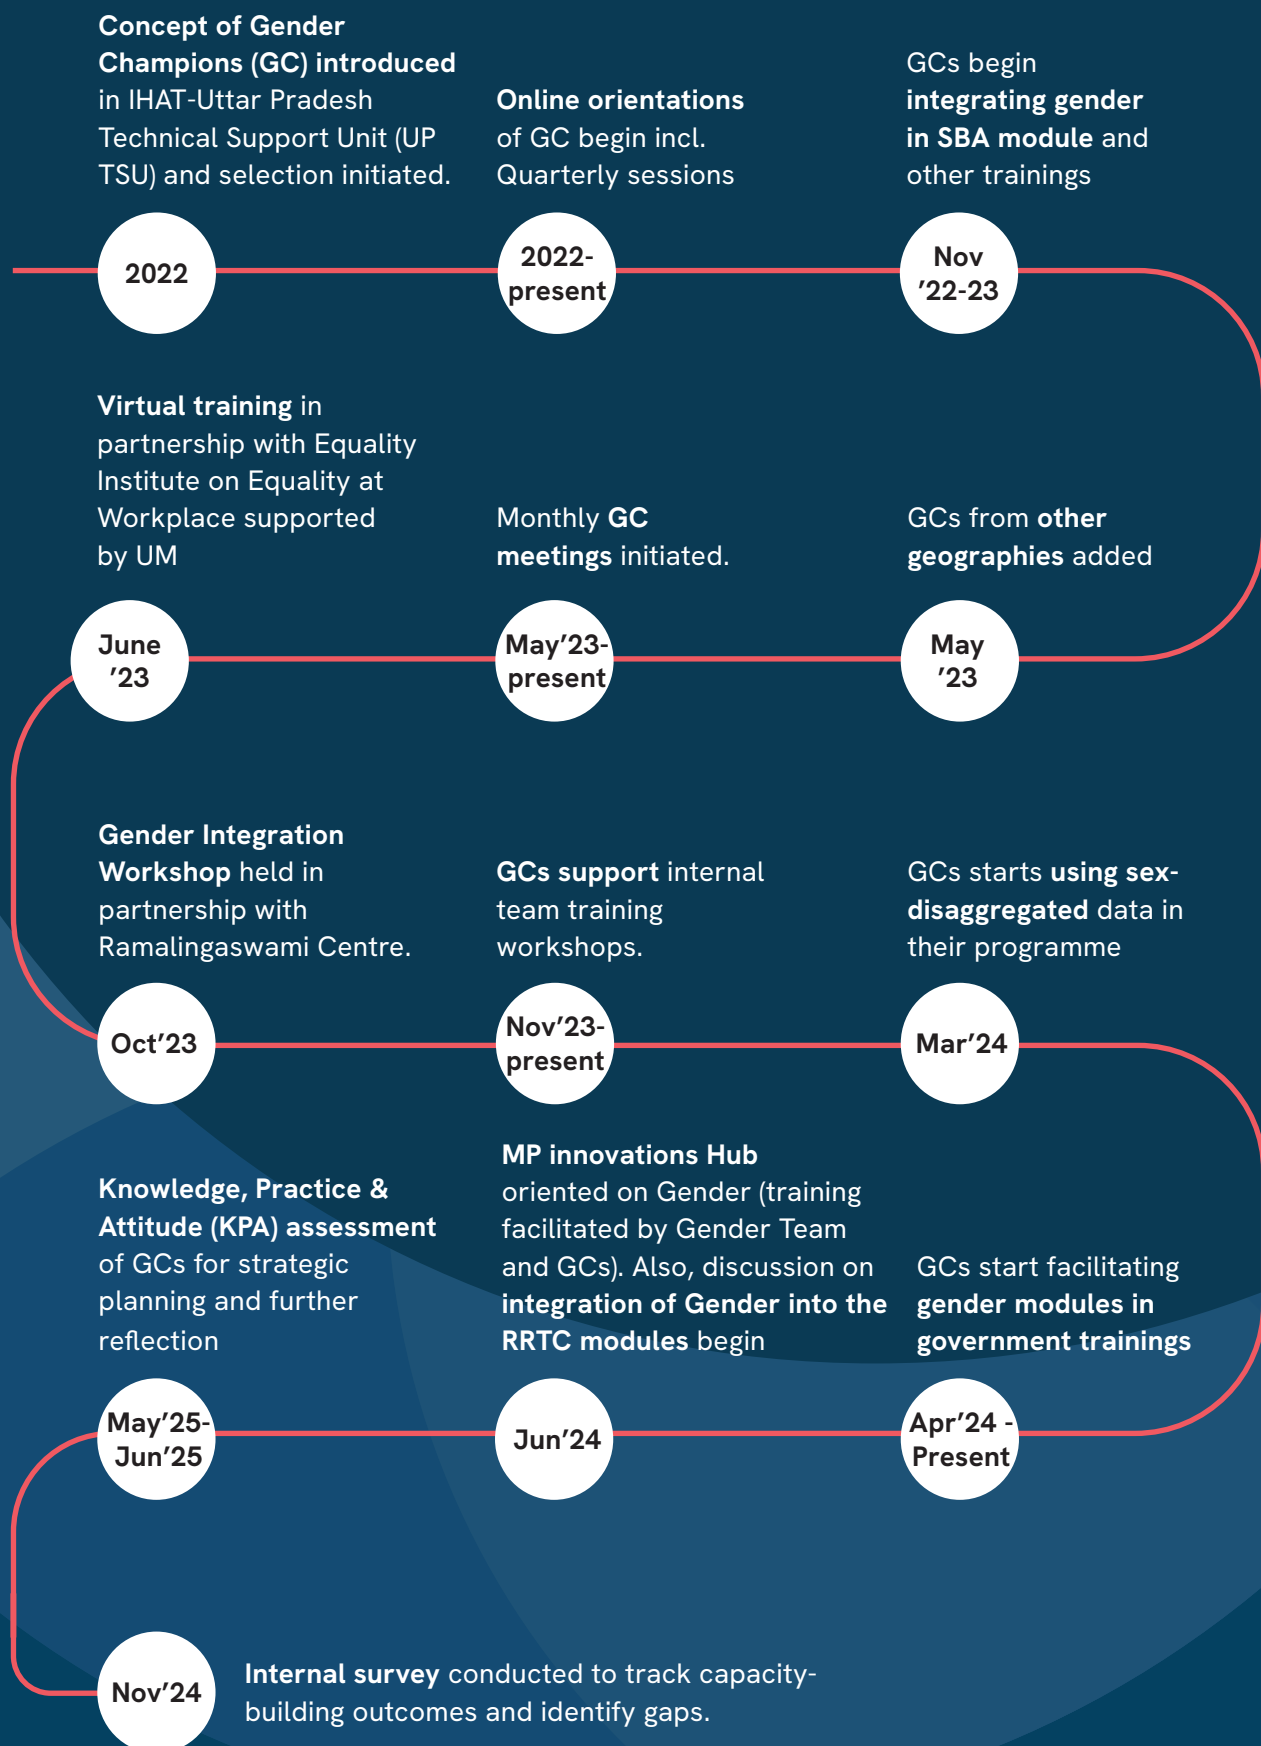 Concept of Gender
Champions (GC) introduced
in IHAT-Uttar Pradesh
Technical Support Unit (UP
TSU) and selection initiated.
2022
Online orientations
of GC begin incl.
Quarterly sessions
2022-
present
GCs begin
integrating gender
in SBA module and
other trainings
Nov
’22-23
GCs from other
geographies added
May
’23
Monthly GC
meetings initiated.
May’23-
present
Virtual training in
partnership with Equality
Institute on Equality at
Workplace supported
by UM
June
’23
Gender Integration
Workshop held in
partnership with
Ramalingaswami Centre.
Oct’23
GCs support internal
team training
workshops.
Nov’23-
present
GCs starts using sex-
disaggregated data in
their programme
Mar’24
GCs start facilitating
gender modules in
government trainings
Apr’24 -
Present
MP innovations Hub
oriented on Gender (training
facilitated by Gender Team
and GCs). Also, discussion on
integration of Gender into the
RRTC modules begin
Jun’24
Knowledge, Practice &
Attitude (KPA) assessment
of GCs for strategic
planning and further
reflection
May’25-
Jun’25
Nov’24
Internal survey conducted to track capacity-
building outcomes and identify gaps.